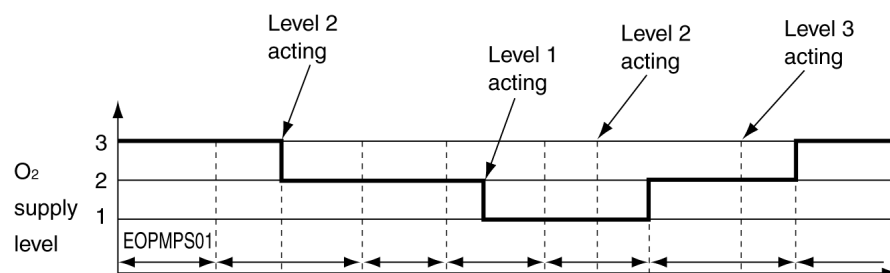 Level 2
acting
Level 1
acting
Level 2
acting
Level 3
acting
O2
supply
level
3
2
1
EOPMPS01